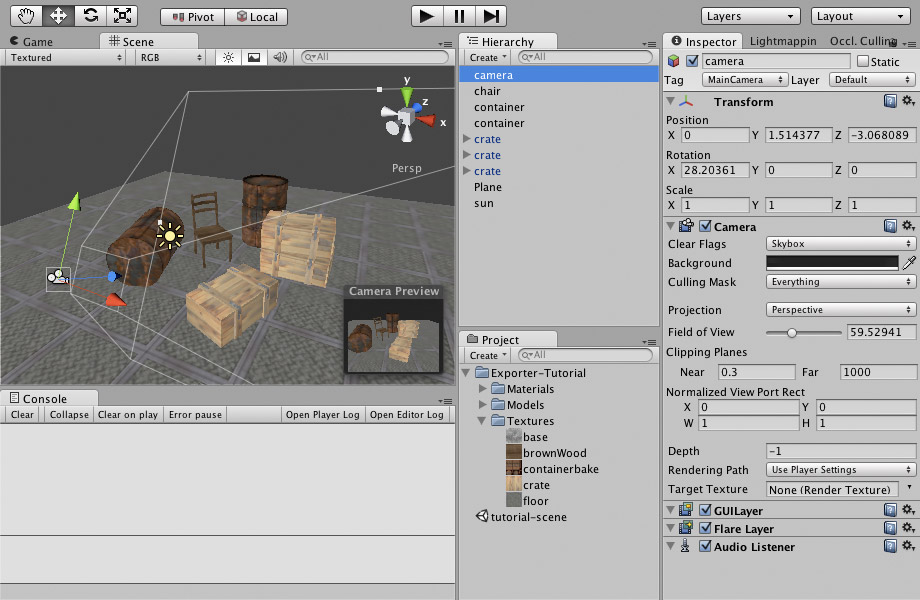 Pivot Local Layers Layout
Game Scene
Textured RGB All
y
z
x
Persp
Camera Preview
Console
Clear Collapse Clear on play Error pause Open Player Log Open Editor Log
Hierarchy
Create All
camera
chair
container
container
crate
crate
crate
Plane
sun
Project
Create All
Exporter-Tutorial
Materials
Models
Textures
base
brownWood
containerbake
crate
floor
tutorial-scene
Inspector Lightmappin Occl. Culling
camera Static
Tag MainCamera Layer Default
Transform
Position
X 0 Y 1.514377 Z -3.068089
Rotation
X 28.20361 Y 0 Z 0
Scale
X 1 Y 1 Z 1
Camera
Clear Flags Skybox
Background
Culling Mask Everything
Projection Perspective
Field of View 59.52941
Clipping Planes
Near 0.3 Far 1000
Normalized View Port Rect
X 0 Y 0
W 1 H 1
Depth -1
Rendering Path Use Player Settings
Target Texture None (Render Texture)
GUILayer
Flare Layer
Audio Listener